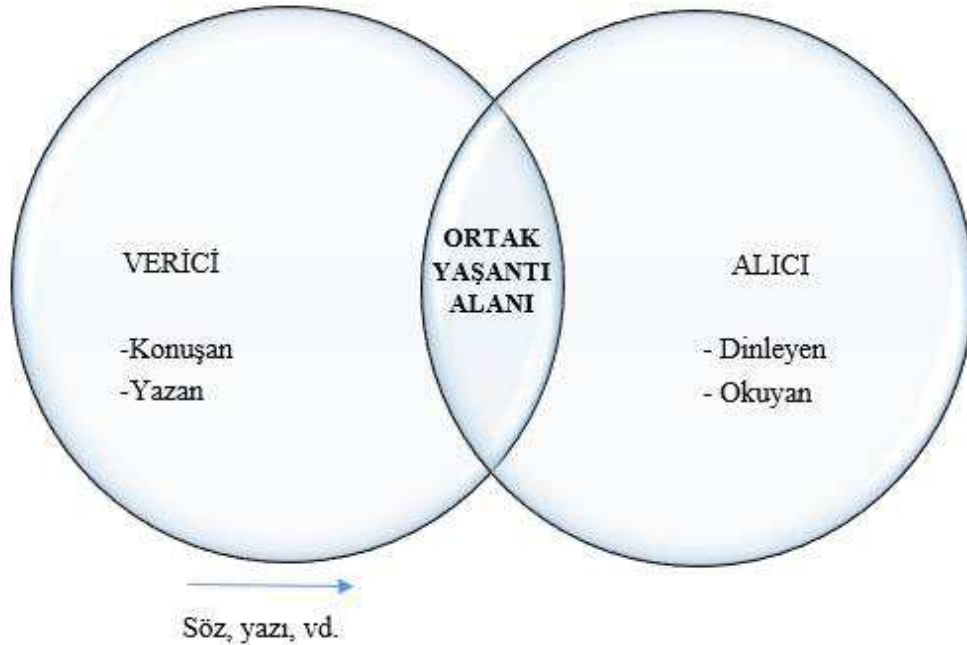 VERİCİ
-Konuşan
-Yazan
ORTAK
YAŞANTI
ALANI
ALICI
- Dinleyen
- Okuyan
Söz, yazı, vd.